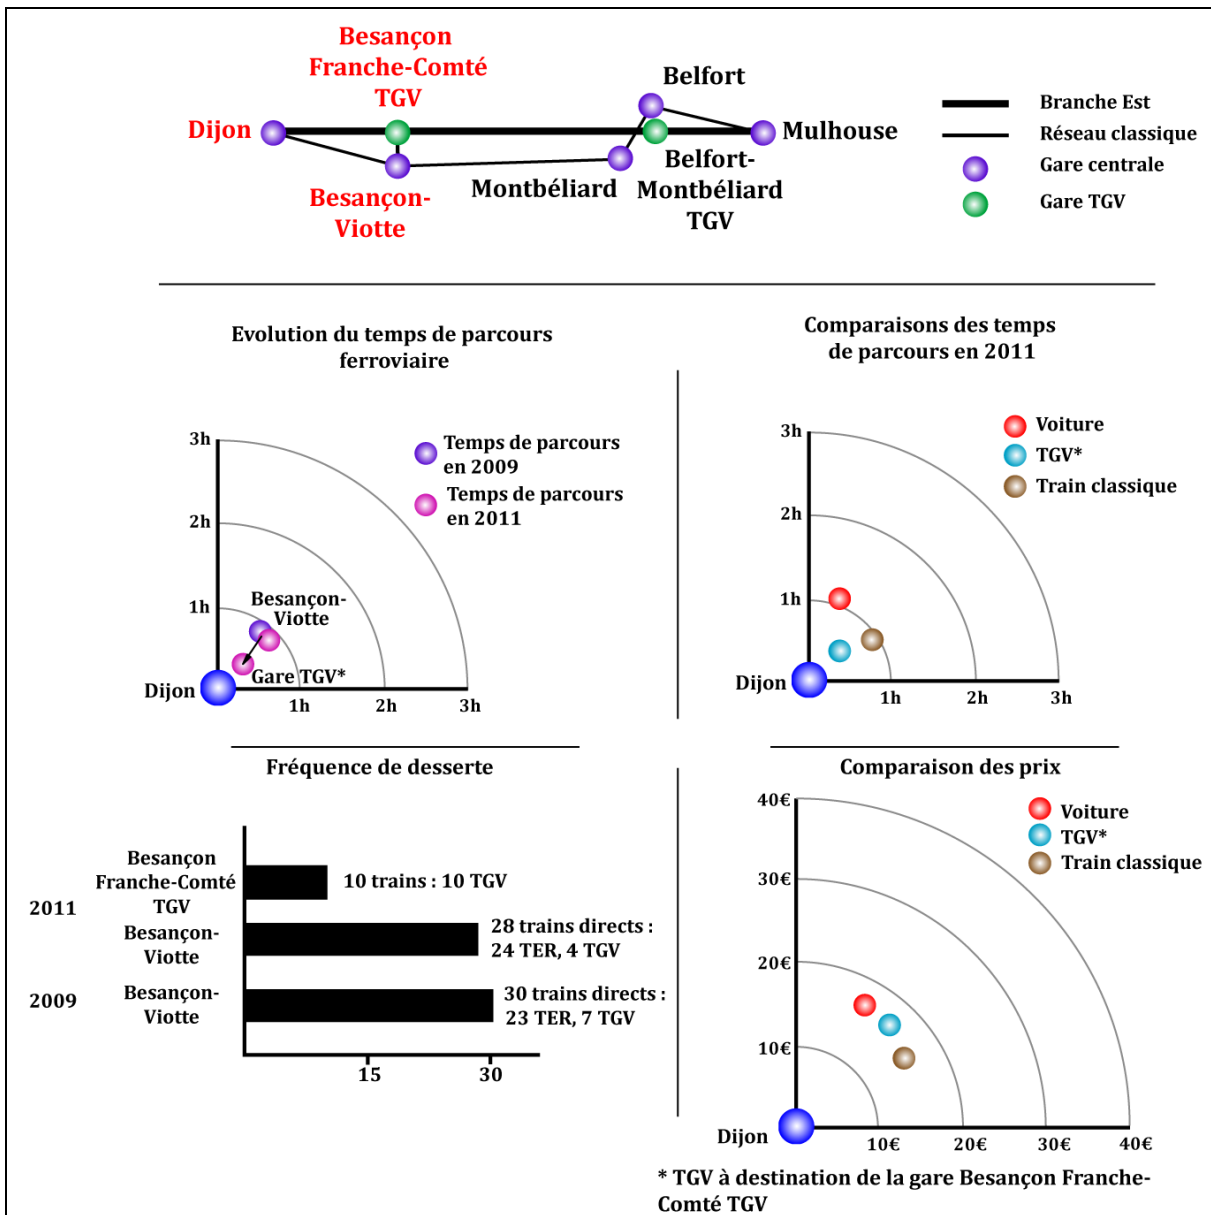 Besançon
Franche-Comté
TGV
Belfort
Dijon
Mulhouse
Besançon-
Viotte
Montbéliard
Belfort-
Montbéliard
TGV
Branche Est
Réseau classique
Gare centrale
Gare TGV
Evolution du temps de parcours
ferroviaire
3h
2h
1h
Temps de parcours
en 2009
Temps de parcours
en 2011
Besançon-
Viotte
Gare TGV*
Dijon
1h
2h
3h
Comparaisons des temps
de parcours en 2011
3h
2h
1h
Voiture
TGV*
Train classique
Dijon
1h
2h
3h
Fréquence de desserte
2011
Besançon
Franche-Comté
TGV
10 trains : 10 TGV
Besançon-
Viotte
28 trains directs :
24 TER, 4 TGV
2009
Besançon-
Viotte
30 trains directs :
23 TER, 7 TGV
15
30
Comparaison des prix
40€
30€
20€
10€
Voiture
TGV*
Train classique
Dijon
10€
20€
30€
40€
* TGV à destination de la gare Besançon Franche-
Comté TGV